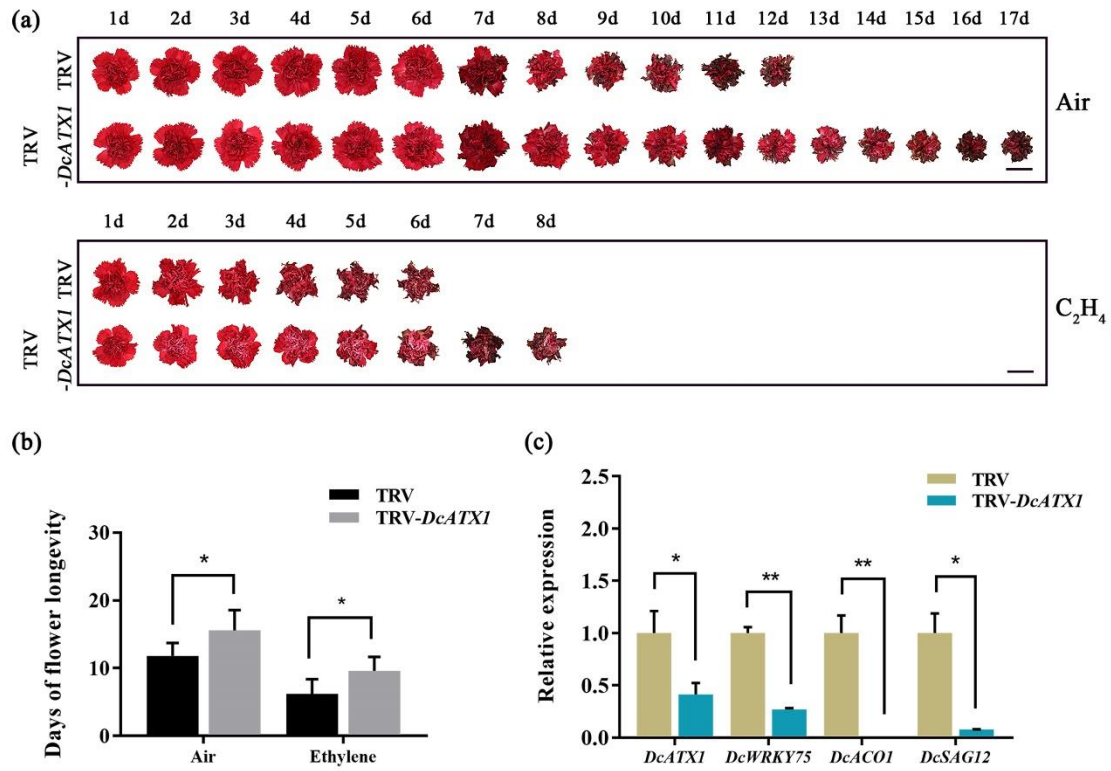 (a)
1d 2d 3d 4d 5d 6d 7d 8d 9d 10d 11d 12d 13d 14d 15d 16d 17d
TRV
TRV
-DcATX1
Air
1d 2d 3d 4d 5d 6d 7d 8d
TRV
TRV
-DcATX1
C₂H₄
(b)
TRV
TRV-DcATX1
Days of flower longevity
30
20
10
0
*
*
Air Ethylene
(c)
TRV
TRV-DcATX1
Relative expression
2.5
2.0
1.5
1.0
0.5
0.0
* ** ** *
DcATX1 DcWRKY75 DcACO1 DcSAG12